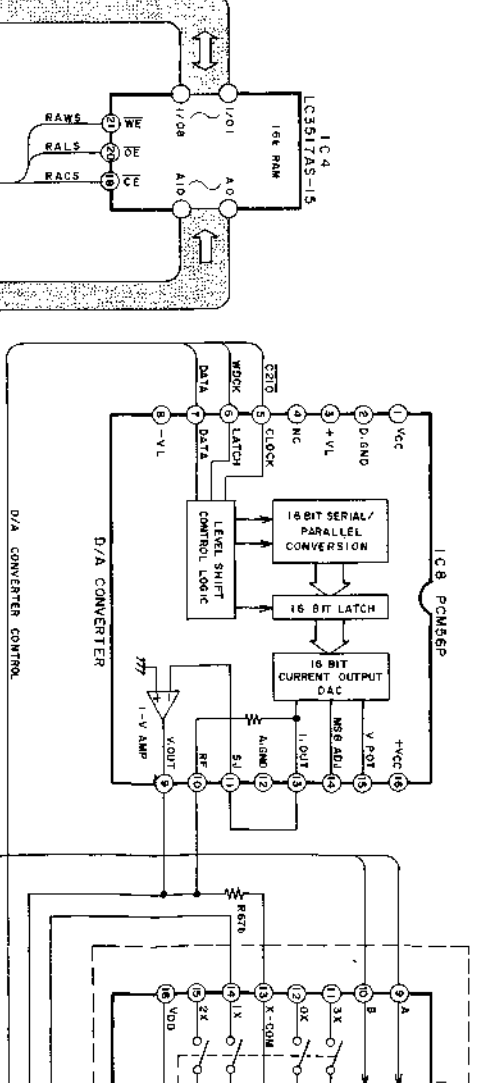 IC4
LC3517AS-15
16k RAM
I/O8
I/O1
RAWS
21
WE
RALS
20
OE
RACS
18
CE
A10
A0
DATA
WDCK
C210
8
7
6
5
4
3
2
1
-VL
DATA
LATCH
CLOCK
NC
+VL
D.GND
VCC
IC8 PCM56P
16 BIT SERIAL/
PARALLEL
CONVERSION
LEVEL SHIFT
CONTROL LOGIC
16 BIT LATCH
16 BIT
CURRENT OUTPUT
DAC
D/A CONVERTER
D/A CONVERTER CONTROL
I-V AMP
V.OUT
RF
SJ
A.GND
I.OUT
MSB ADJ
V POT
+VCC
9
10
11
12
13
14
15
16
R676
16
15
14
13
12
11
10
9
VDD
2X
1X
X-COM
0X
3X
B
A